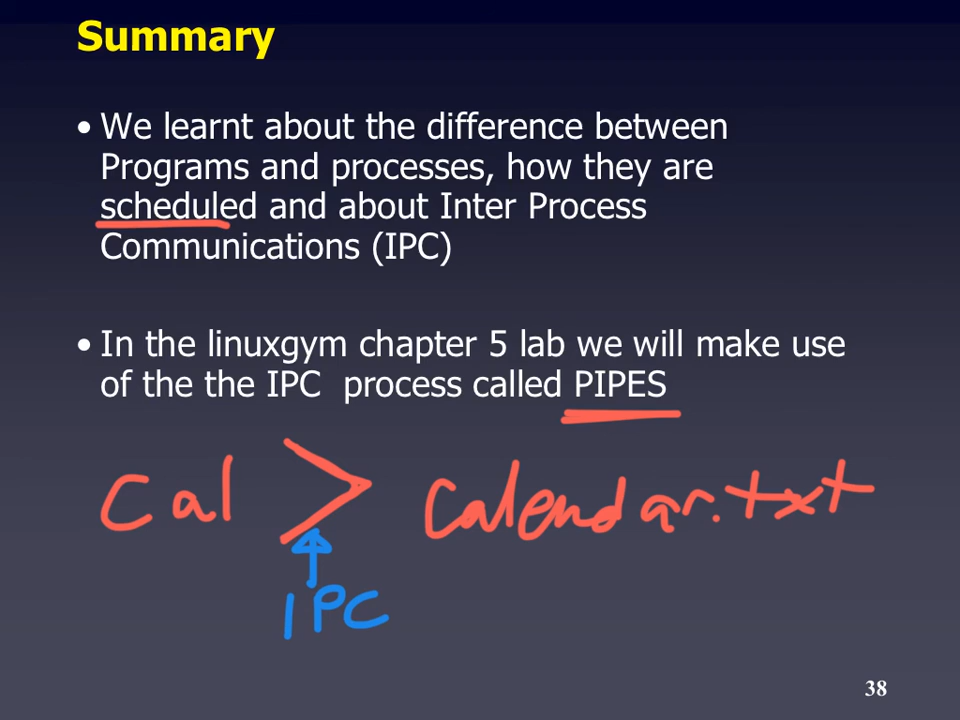 Summary
• We learnt about the difference between
Programs and processes, how they are
scheduled and about Inter Process
Communications (IPC)
• In the linuxgym chapter 5 lab we will make use
of the the IPC process called PIPES
cal > calendar.txt
IPC
38